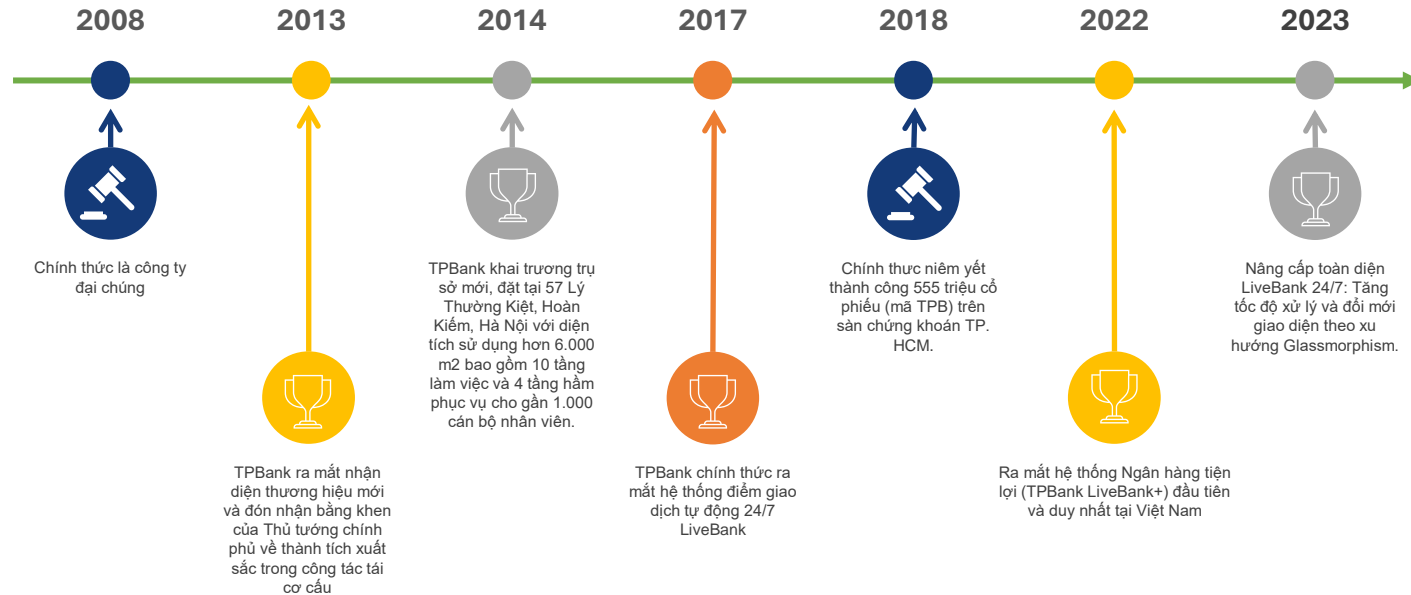 2008
2013
2014
2017
2018
2022
2023
Chính thức là công ty
đại chúng
TPBank ra mắt nhận
diện thương hiệu mới
và đón nhận bằng khen
của Thủ tướng chính
phủ về thành tích xuất
sắc trong công tác tái
cơ cấu
TPBank khai trương trụ
sở mới, đặt tại 57 Lý
Thường Kiệt, Hoàn
Kiếm, Hà Nội với diện
tích sử dụng hơn 6.000
m2 bao gồm 10 tầng
làm việc và 4 tầng hầm
phục vụ cho gần 1.000
cán bộ nhân viên.
TPBank chính thức ra
mắt hệ thống điểm giao
dịch tự động 24/7
LiveBank
Chính thưc niêm yết
thành công 555 triệu cổ
phiếu (mã TPB) trên
sàn chứng khoán TP.
HCM.
Ra mắt hệ thống Ngân hàng tiện
lợi (TPBank LiveBank+) đầu tiên
và duy nhất tại Việt Nam
Nâng cấp toàn diện
LiveBank 24/7: Tăng
tốc độ xử lý và đổi mới
giao diện theo xu
hướng Glassmorphism.